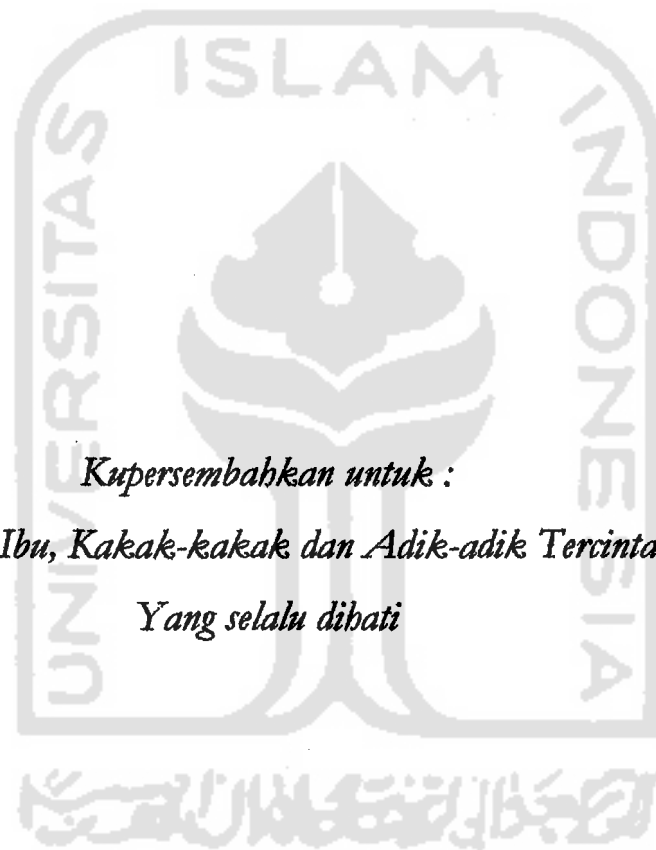 UNIVERSITAS
ISLAM
INDONESIA
Kupersembahkan untuk :
Ibu, Kakak-kakak dan Adik-adik Tercinta
Yang selalu dihati